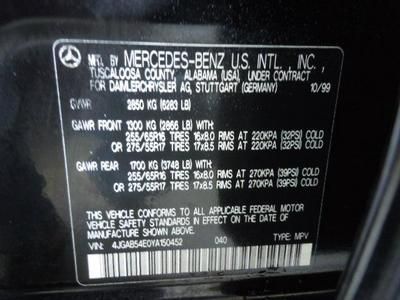 MFG. BY MERCEDES-BENZ U.S. INTL., INC.,
TUSCALOOSA COUNTY, ALABAMA (USA), UNDER CONTRACT
FOR DAIMLERCHRYSLER AG, STUTTGART (GERMANY) 10/99
GVWR 2850 KG (6283 LB)
GAWR FRONT 1300 KG (2866 LB) WITH:
255/65R16 TIRES, 16x8.0 RIMS AT 220KPA (32PSI) COLD
OR 275/55R17 TIRES, 17x8.5 RIMS AT 220KPA (32PSI) COLD
GAWR REAR 1700 KG (3748 LB) WITH:
255/65R16 TIRES, 16x8.0 RIMS AT 270KPA (39PSI) COLD
OR 275/55R17 TIRES, 17x8.5 RIMS AT 270KPA (39PSI) COLD
THIS VEHICLE CONFORMS TO ALL APPLICABLE FEDERAL MOTOR
VEHICLE SAFETY STANDARDS IN EFFECT ON THE DATE OF
MANUFACTURE SHOWN ABOVE.
VIN: 4JGAB54E0YA150452 040 TYPE: MPV